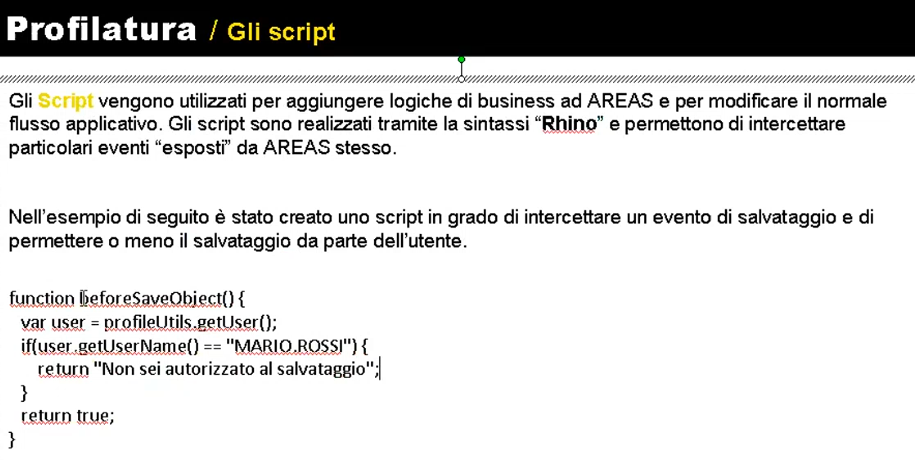 Profilatura / Gli script
Gli Script vengono utilizzati per aggiungere logiche di business ad AREAS e per modificare il normale
flusso applicativo. Gli script sono realizzati tramite la sintassi “Rhino” e permettono di intercettare
particolari eventi “esposti” da AREAS stesso.
Nell’esempio di seguito è stato creato uno script in grado di intercettare un evento di salvataggio e di
permettere o meno il salvataggio da parte dell’utente.
function beforeSaveObject() {
var user = profileUtils.getUser();
if(user.getUserName() == "MARIO.ROSSI") {
return "Non sei autorizzato al salvataggio";
}
return true;
}